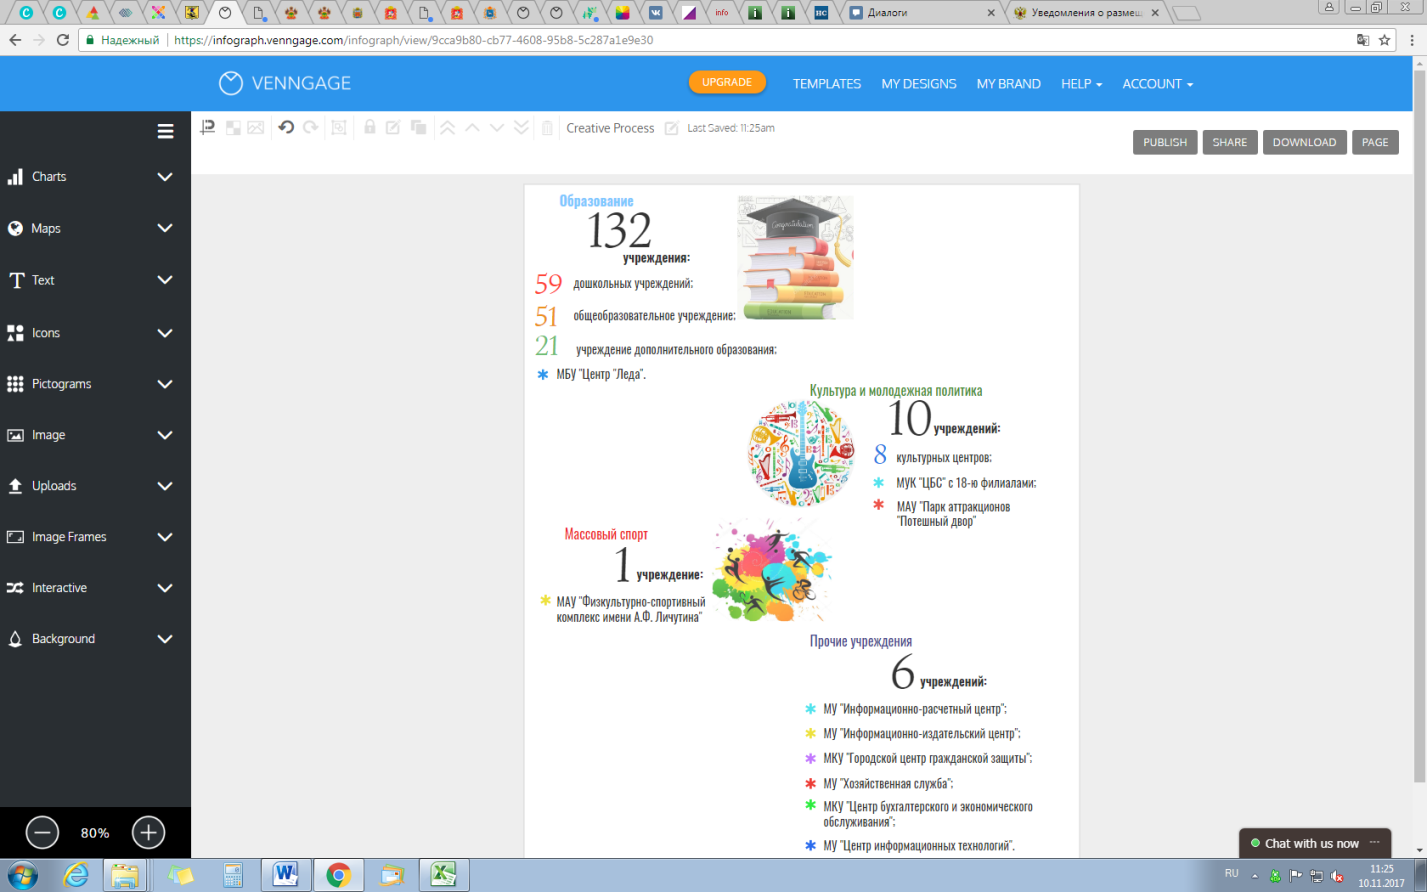 info
НС
Диалоги
Уведомления о размещ
Надежный
https://infograph.venngage.com/infograph/view/9cca9b80-cb77-4608-95b8-5c287a1e9e30
VENNGAGE
UPGRADE
TEMPLATES
MY DESIGNS
MY BRAND
HELP
ACCOUNT
Creative Process
Last Saved: 11:25am
PUBLISH
SHARE
DOWNLOAD
PAGE
Charts
Maps
Text
Icons
Pictograms
Image
Uploads
Image Frames
Interactive
Background
80%
Образование
132
учреждения:
59 дошкольных учреждений;
51 общеобразовательное учреждение;
21 учреждение дополнительного образования;
* МБУ "Центр "Леда".
Congratulation
Культура и молодежная политика
10 учреждений:
8 культурных центров;
* МУК "ЦБС" с 18-ю филиалами;
* МАУ "Парк аттракционов
"Потешный двор"
Массовый спорт
1 учреждение:
* МАУ "Физкультурно-спортивный
комплекс имени А.Ф. Личутина"
Прочие учреждения
6 учреждений:
* МУ "Информационно-расчетный центр";
* МУ "Информационно-издательский центр";
* МКУ "Городской центр гражданской защиты";
* МУ "Хозяйственная служба";
* МКУ "Центр бухгалтерского и экономического
обслуживания";
* МУ "Центр информационных технологий".
Chat with us now
RU
11:25
10.11.2017